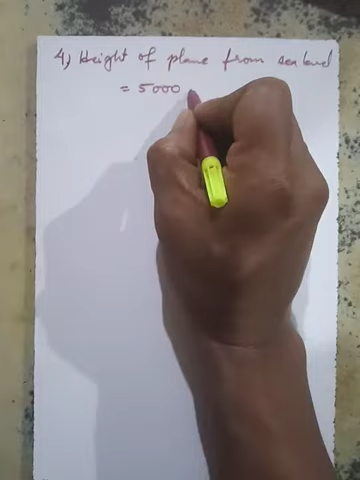 4) Height of plane from sea level
= 5000